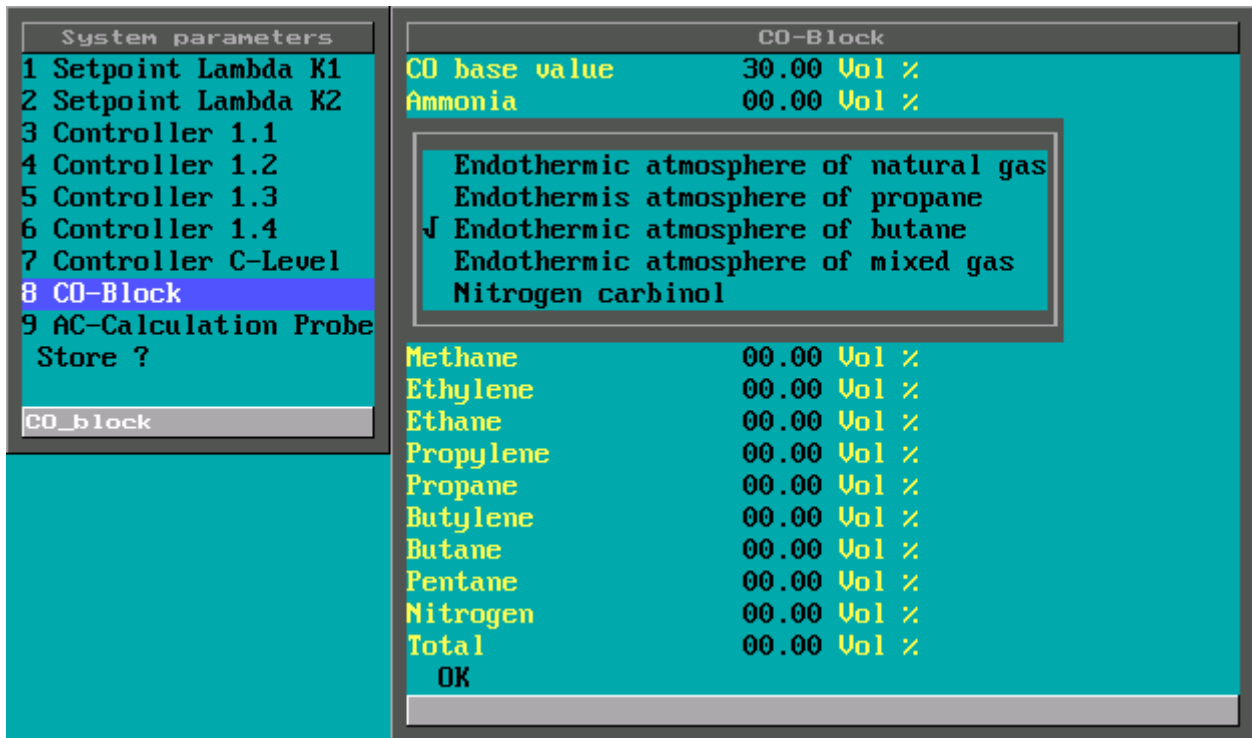 System parameters
1 Setpoint Lambda K1
2 Setpoint Lambda K2
3 Controller 1.1
4 Controller 1.2
5 Controller 1.3
6 Controller 1.4
7 Controller C-Level
8 CO-Block
9 AC-Calculation Probe
Store ?
CO_block
CO-Block
CO base value 30.00 Vol %
Ammonia 00.00 Vol %
Endothermic atmosphere of natural gas
Endothermis atmosphere of propane
√ Endothermic atmosphere of butane
Endothermic atmosphere of mixed gas
Nitrogen carbinol
Methane 00.00 Vol %
Ethylene 00.00 Vol %
Ethane 00.00 Vol %
Propylene 00.00 Vol %
Propane 00.00 Vol %
Butylene 00.00 Vol %
Butane 00.00 Vol %
Pentane 00.00 Vol %
Nitrogen 00.00 Vol %
Total 00.00 Vol %
OK